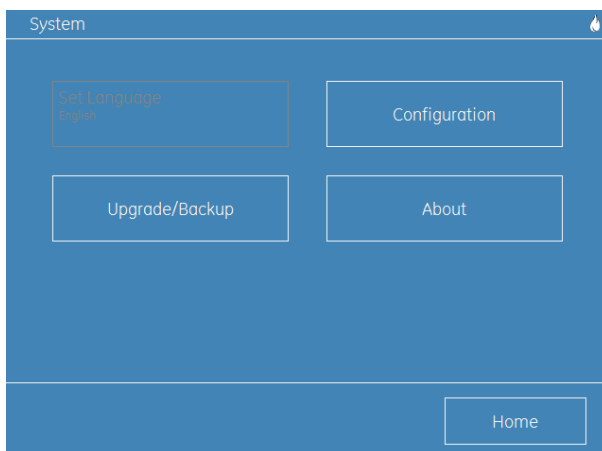 System
Set Language
English
Configuration
Upgrade/Backup
About
Home